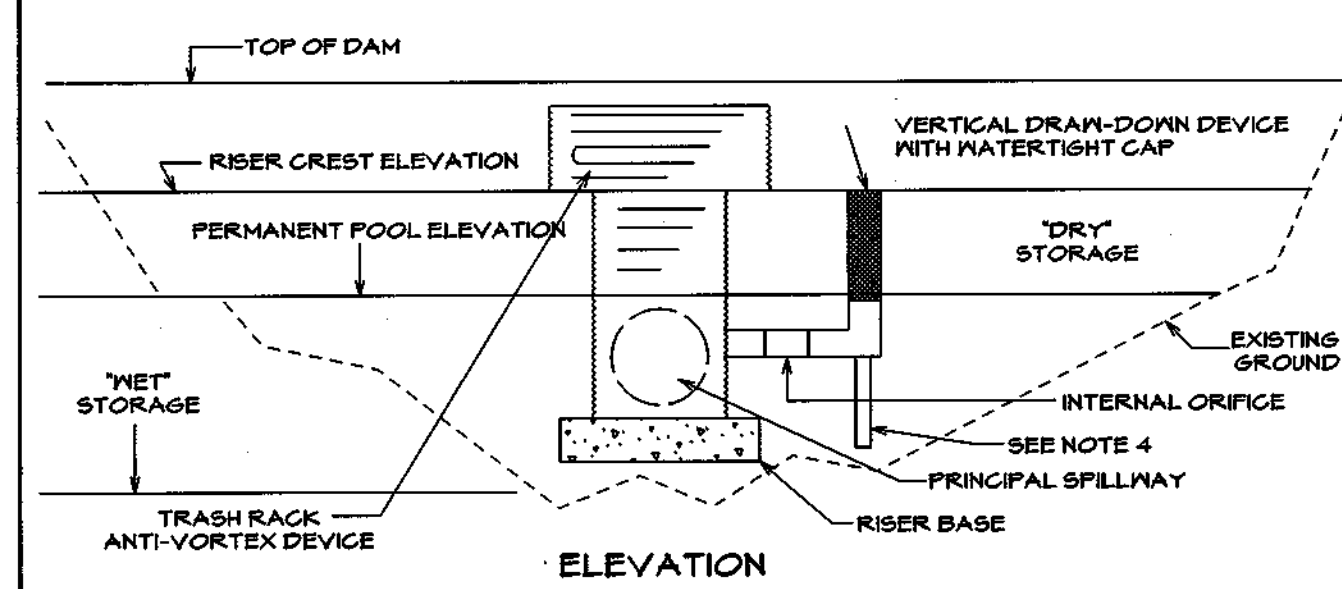 TOP OF DAM
VERTICAL DRAW-DOWN DEVICE
WITH WATERTIGHT CAP
RISER CREST ELEVATION
PERMANENT POOL ELEVATION
"DRY"
STORAGE
EXISTING
GROUND
"WET"
STORAGE
INTERNAL ORIFICE
SEE NOTE 4
PRINCIPAL SPILLWAY
TRASH RACK
ANTI-VORTEX DEVICE
RISER BASE
ELEVATION